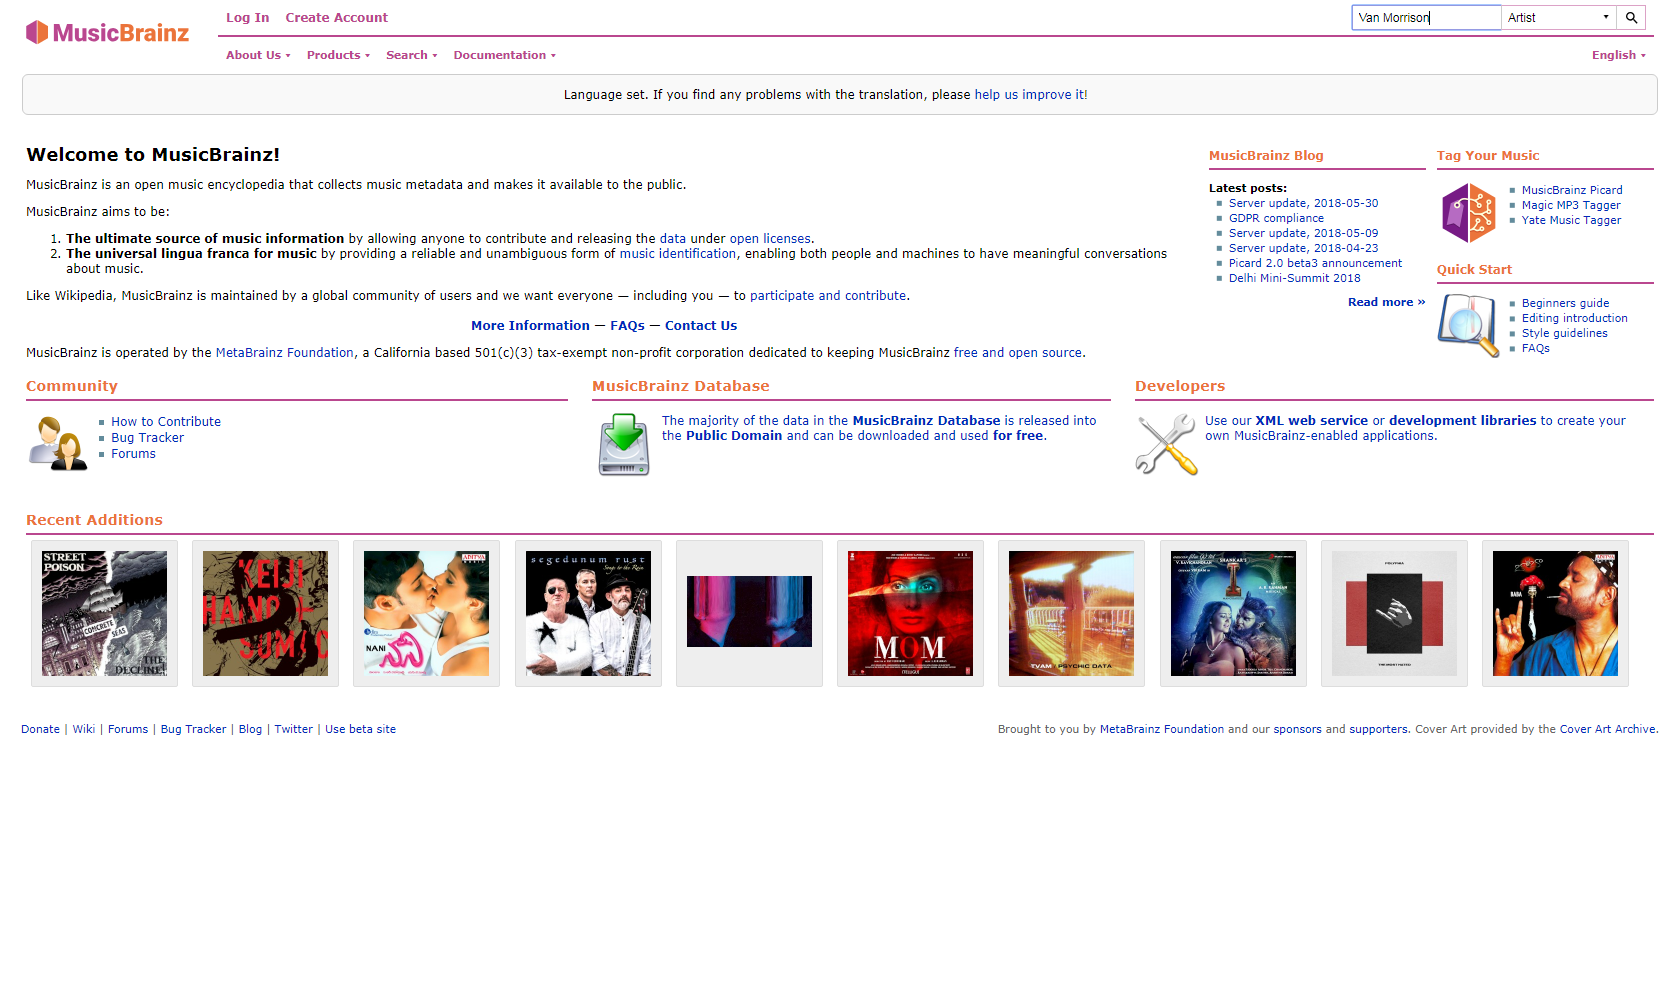 MusicBrainz
Log In Create Account
Van Morrison Artist
About Us Products Search Documentation English
Language set. If you find any problems with the translation, please help us improve it!
Welcome to MusicBrainz!
MusicBrainz is an open music encyclopedia that collects music metadata and makes it available to the public.
MusicBrainz aims to be:
1. The ultimate source of music information by allowing anyone to contribute and releasing the data under open licenses.
2. The universal lingua franca for music by providing a reliable and unambiguous form of music identification, enabling both people and machines to have meaningful conversations
about music.
Like Wikipedia, MusicBrainz is maintained by a global community of users and we want everyone — including you — to participate and contribute.
More Information — FAQs — Contact Us
MusicBrainz is operated by the MetaBrainz Foundation, a California based 501(c)(3) tax-exempt non-profit corporation dedicated to keeping MusicBrainz free and open source.
MusicBrainz Blog
Latest posts:
Server update, 2018-05-30
GDPR compliance
Server update, 2018-05-09
Server update, 2018-04-23
Picard 2.0 beta3 announcement
Delhi Mini-Summit 2018
Read more »
Tag Your Music
MusicBrainz Picard
Magic MP3 Tagger
Yate Music Tagger
Quick Start
Beginners guide
Editing introduction
Style guidelines
FAQs
Community
How to Contribute
Bug Tracker
Forums
MusicBrainz Database
The majority of the data in the MusicBrainz Database is released into
the Public Domain and can be downloaded and used for free.
Developers
Use our XML web service or development libraries to create your
own MusicBrainz-enabled applications.
Recent Additions
STREET
POISON
CONCRETE
SEAS
THE
DECLINE!
KEIJI
HAINO +
SUMAC
ADITYA
NANI
segedunum rust
Songs to the Rain
MOM
TVAM PSYCHIC DATA
SHANKAR'S
I
POLYPHIA
ADITYA
BABA
Donate | Wiki | Forums | Bug Tracker | Blog | Twitter | Use beta site
Brought to you by MetaBrainz Foundation and our sponsors and supporters. Cover Art provided by the Cover Art Archive.